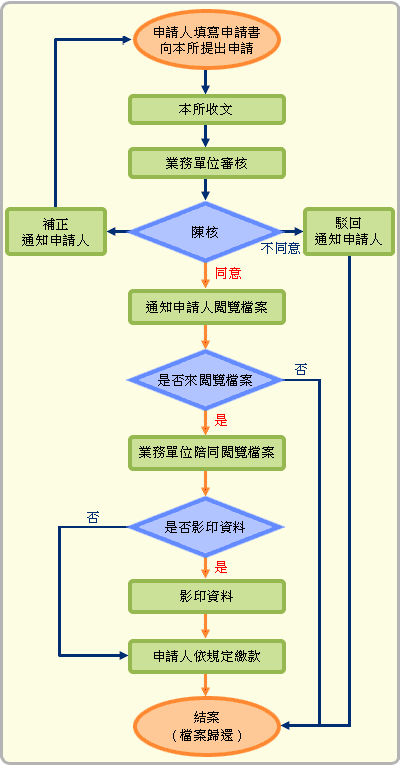 申請人填寫申請書
向本所提出申請
本所收文
業務單位審核
補正
通知申請人
陳核
駁回
通知申請人
不同意
同意
通知申請人閱覽檔案
是否來閱覽檔案
否
是
業務單位陪同閱覽檔案
是否影印資料
否
是
影印資料
申請人依規定繳款
結案
(檔案歸還)